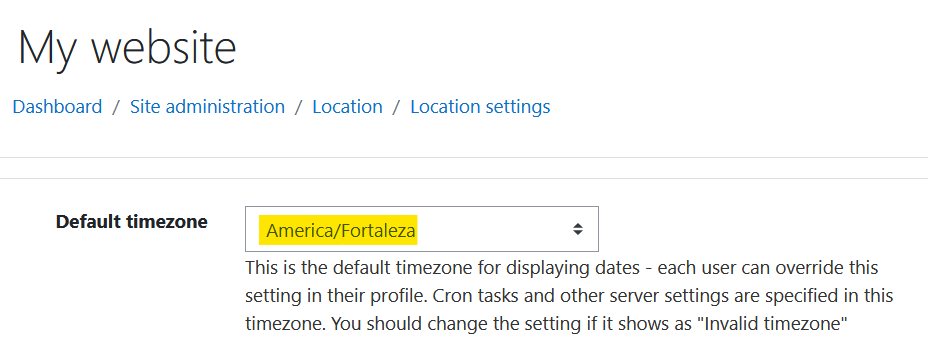 My website
Dashboard / Site administration / Location / Location settings
Default timezone
America/Fortaleza
This is the default timezone for displaying dates - each user can override this
setting in their profile. Cron tasks and other server settings are specified in this
timezone. You should change the setting if it shows as "Invalid timezone"